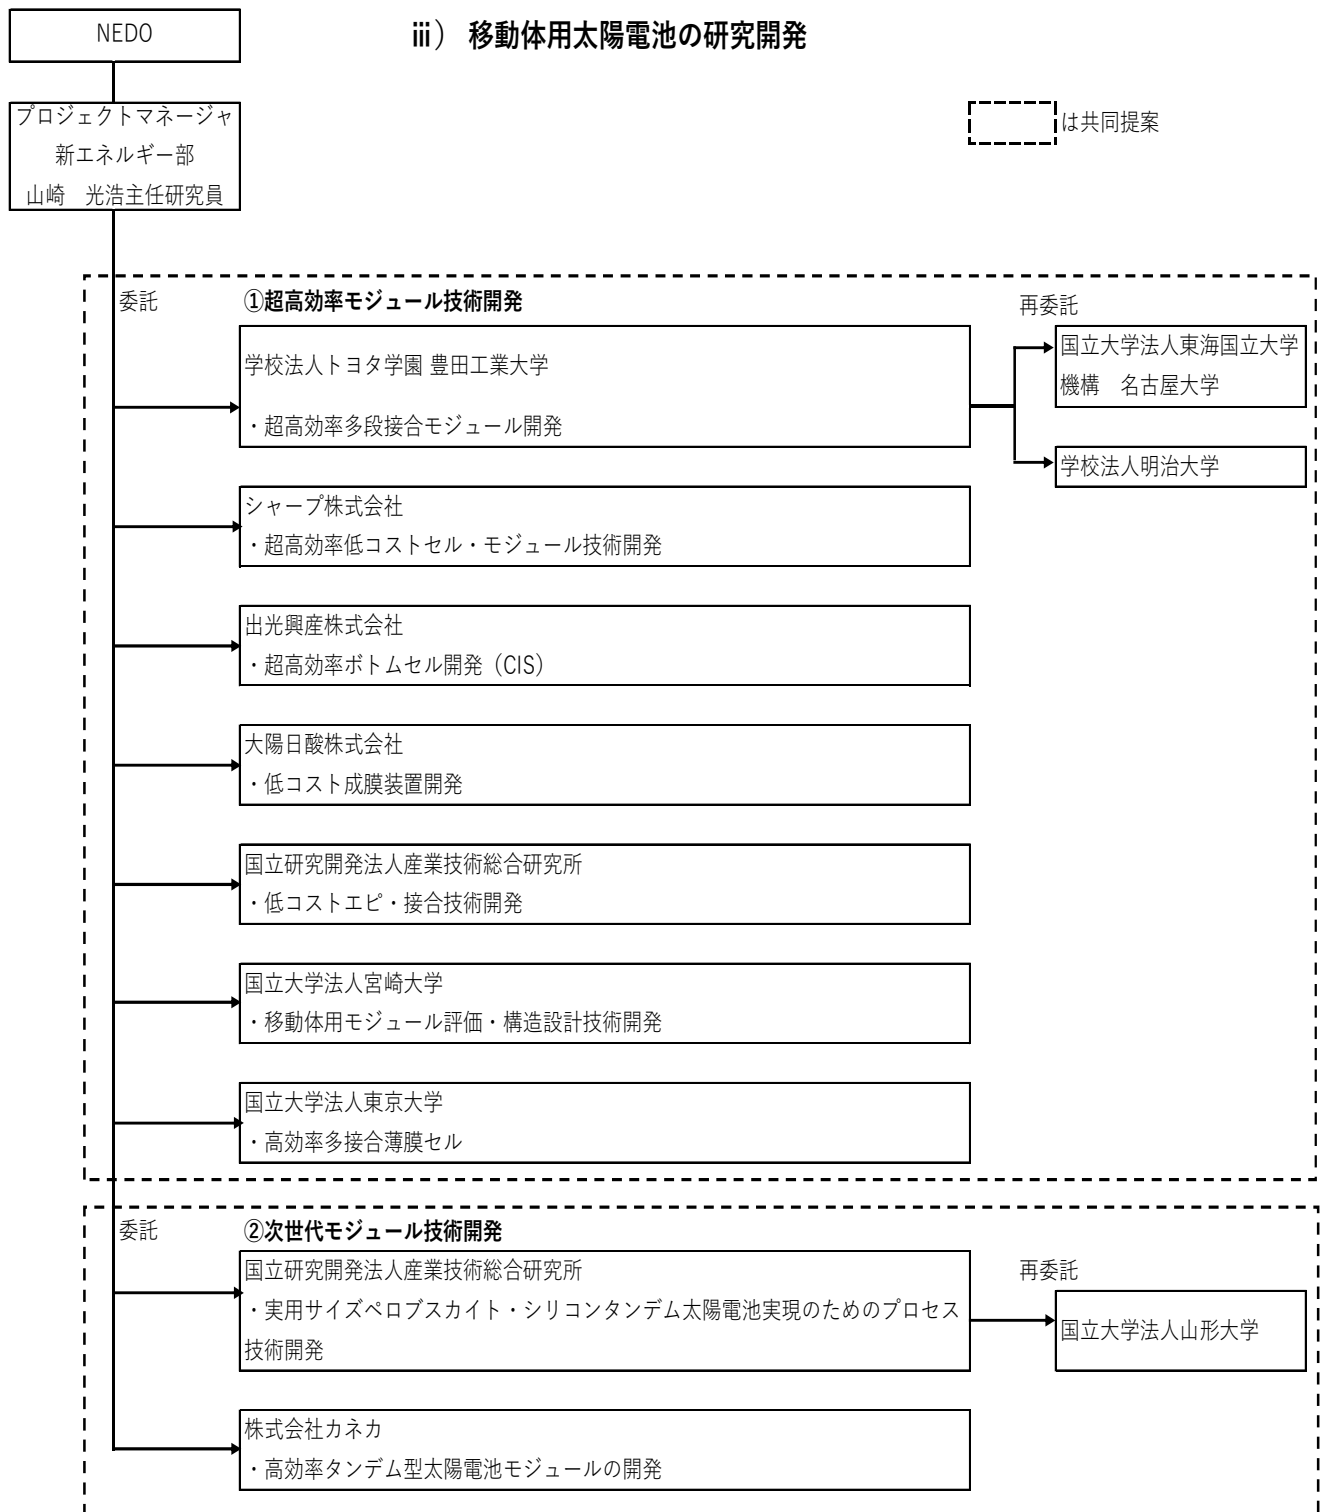 NEDO
iii） 移動体用太陽電池の研究開発
プロジェクトマネージャ
新エネルギー部
山崎　光浩主任研究員
は共同提案
委託
①超高効率モジュール技術開発
再委託
学校法人トヨタ学園 豊田工業大学
・超高効率多段接合モジュール開発
国立大学法人東海国立大学
機構　名古屋大学
学校法人明治大学
シャープ株式会社
・超高効率低コストセル・モジュール技術開発
出光興産株式会社
・超高効率ボトムセル開発（CIS）
大陽日酸株式会社
・低コスト成膜装置開発
国立研究開発法人産業技術総合研究所
・低コストエピ・接合技術開発
国立大学法人宮崎大学
・移動体用モジュール評価・構造設計技術開発
国立大学法人東京大学
・高効率多接合薄膜セル
委託
②次世代モジュール技術開発
再委託
国立研究開発法人産業技術総合研究所
・実用サイズペロブスカイト・シリコンタンデム太陽電池実現のためのプロセス
技術開発
国立大学法人山形大学
株式会社カネカ
・高効率タンデム型太陽電池モジュールの開発